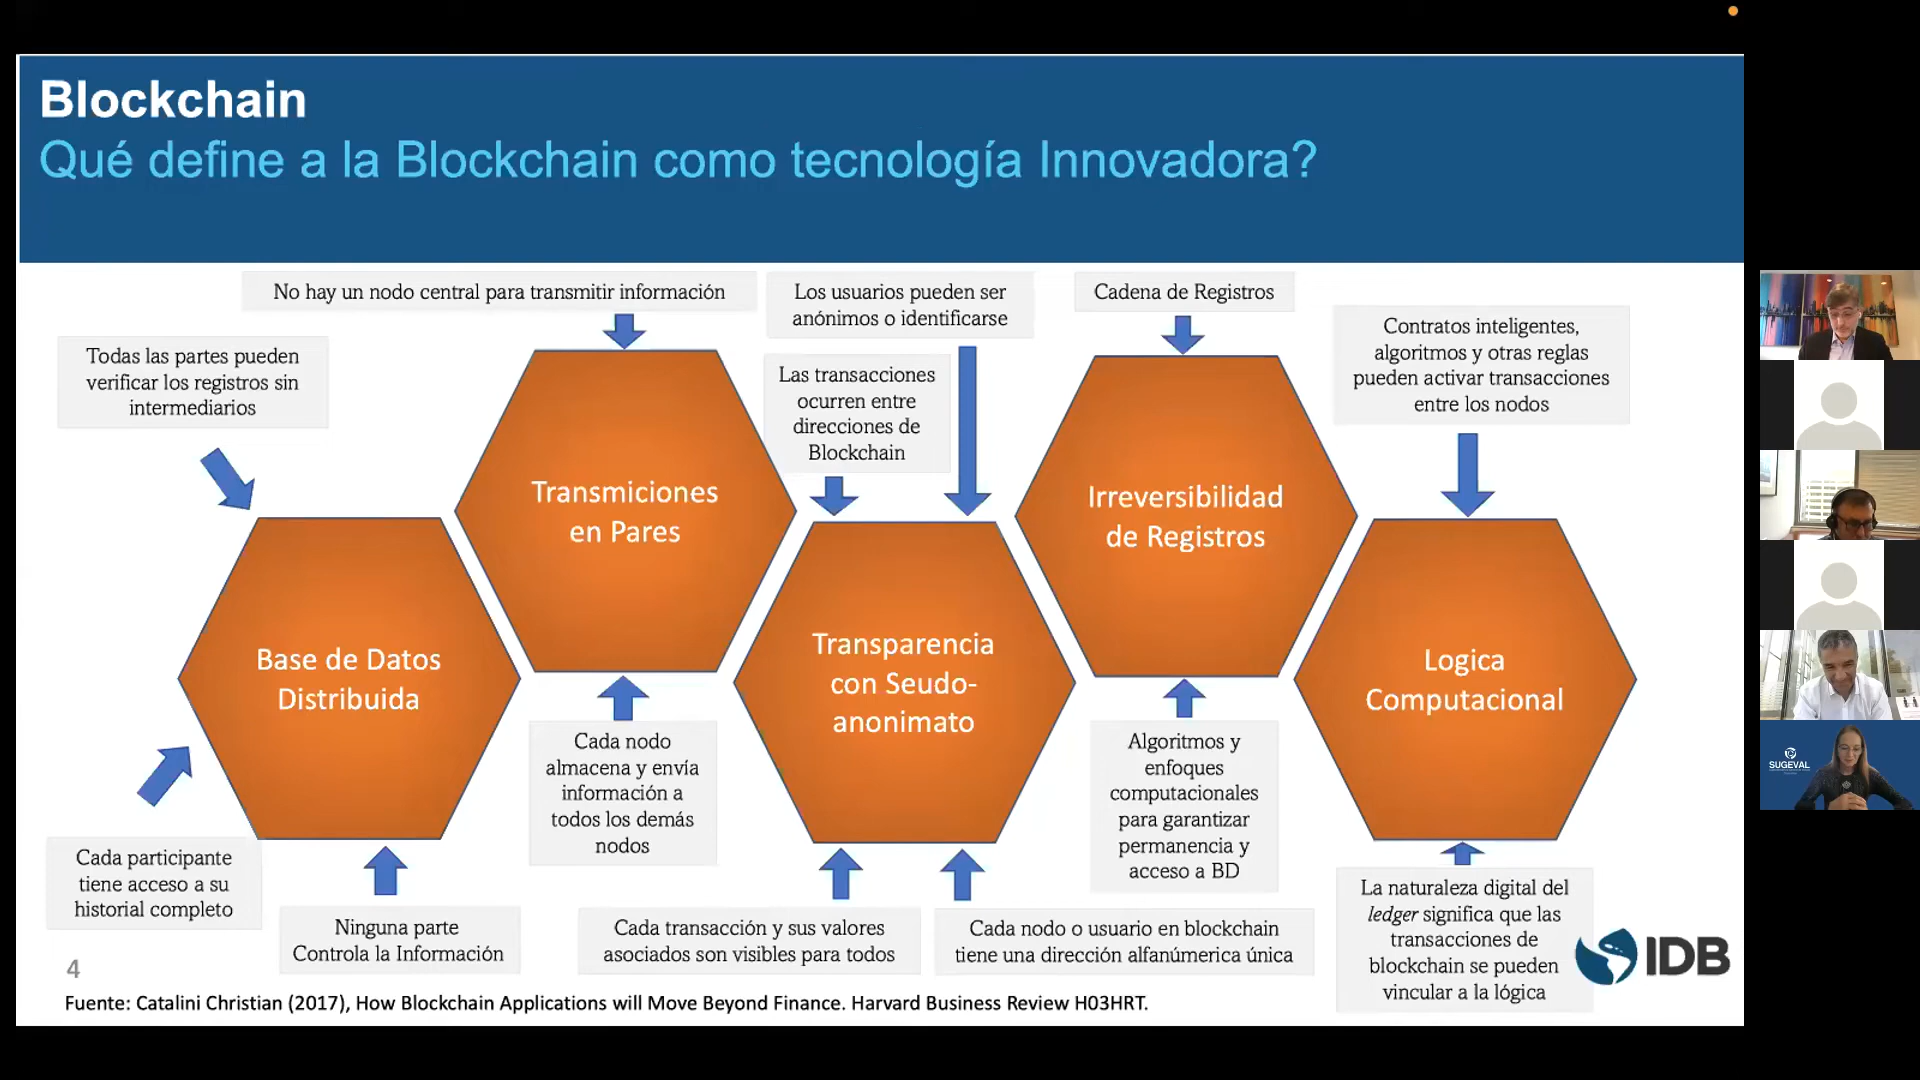 Blockchain
Qué define a la Blockchain como tecnología Innovadora?
No hay un nodo central para transmitir información
Los usuarios pueden ser
anónimos o identificarse
Cadena de Registros
Contratos inteligentes,
algoritmos y otras reglas
pueden activar transacciones
entre los nodos
Todas las partes pueden
verificar los registros sin
intermediarios
Las transacciones
ocurren entre
direcciones de
Blockchain
Transmiciones
en Pares
Irreversibilidad
de Registros
Base de Datos
Distribuida
Transparencia
con Seudo-
anonimato
Logica
Computacional
Cada nodo
almacena y envía
información a
todos los demás
nodos
Algoritmos y
enfoques
computacionales
para garantizar
permanencia y
acceso a BD
Cada participante
tiene acceso a su
historial completo
Ninguna parte
Controla la Información
Cada transacción y sus valores
asociados son visibles para todos
Cada nodo o usuario en blockchain
tiene una dirección alfanúmerica única
La naturaleza digital del
ledger significa que las
transacciones de
blockchain se pueden
vincular a la lógica
IDB
4
Fuente: Catalini Christian (2017), How Blockchain Applications will Move Beyond Finance. Harvard Business Review H03HRT.
SUGEVAL